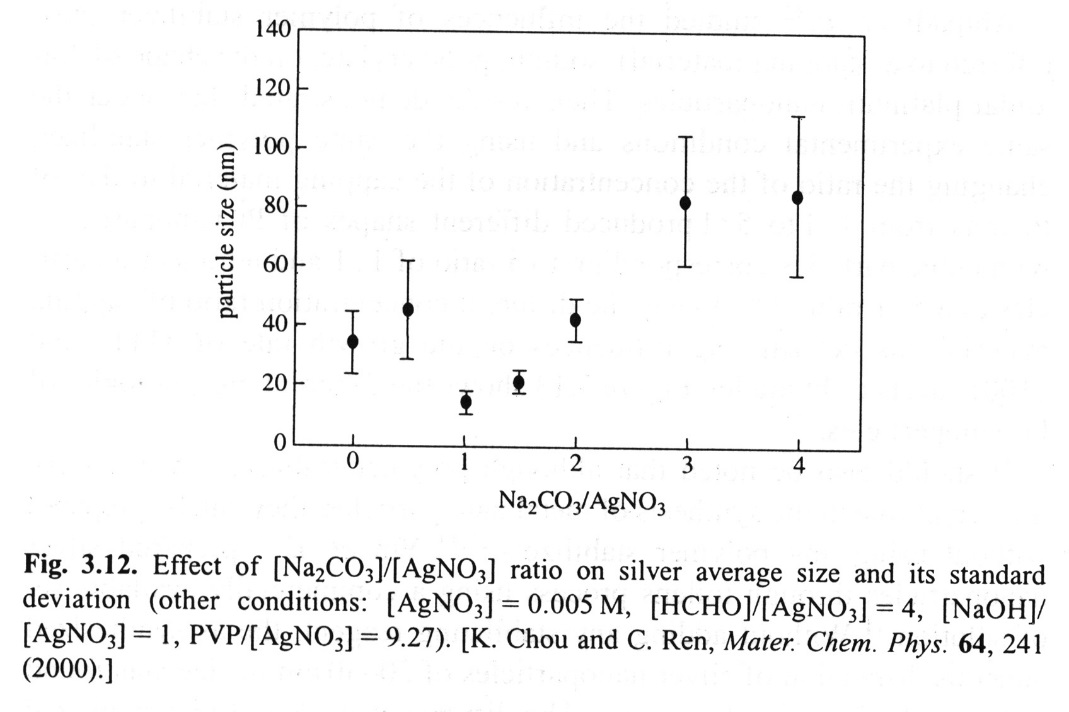 140
120
100
80
60
40
20
0
particle size (nm)
0 1 2 3 4
Na₂CO₃/AgNO₃
Fig. 3.12. Effect of [Na₂CO₃]/[AgNO₃] ratio on silver average size and its standard
deviation (other conditions: [AgNO₃] = 0.005 M, [HCHO]/[AgNO₃] = 4, [NaOH]/
[AgNO₃] = 1, PVP/[AgNO₃] = 9.27). [K. Chou and C. Ren, Mater. Chem. Phys. 64, 241
(2000).]